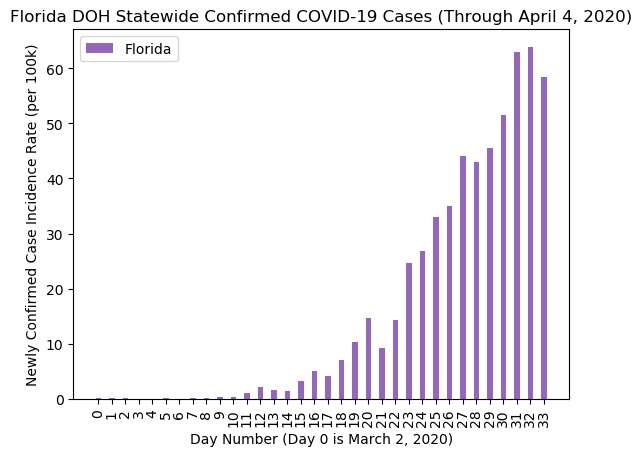 Florida DOH Statewide Confirmed COVID-19 Cases (Through April 4, 2020)
Florida
Newly Confirmed Case Incidence Rate (per 100k)
60
50
40
30
20
10
0
0 1 2 3 4 5 6 7 8 9 10 11 12 13 14 15 16 17 18 19 20 21 22 23 24 25 26 27 28 29 30 31 32 33
Day Number (Day 0 is March 2, 2020)